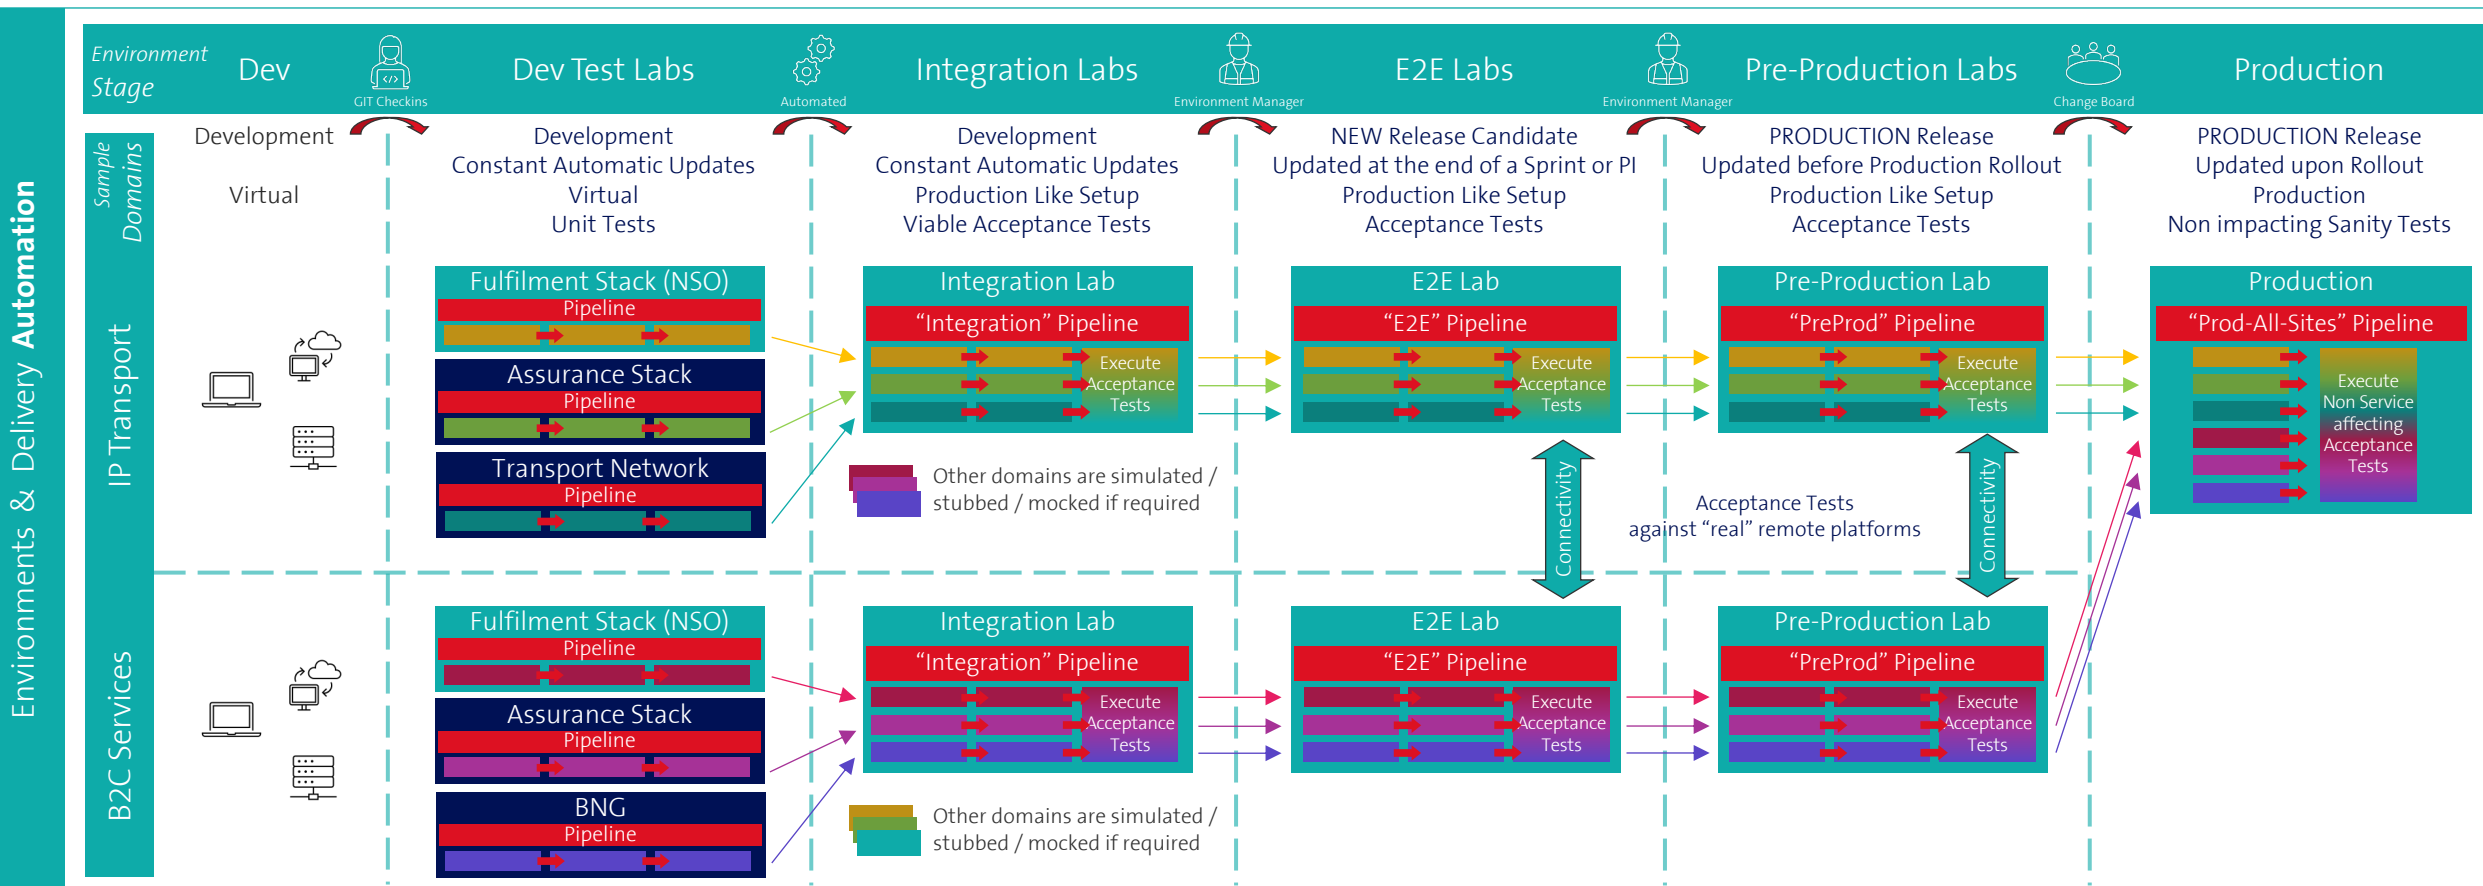 Environments & Delivery Automation
Environment
Stage
Dev
GIT Checkins
Dev Test Labs
Automated
Integration Labs
Environment Manager
E2E Labs
Environment Manager
Pre-Production Labs
Change Board
Production
Sample
Domains
Development
Virtual
Development
Constant Automatic Updates
Virtual
Unit Tests
Development
Constant Automatic Updates
Production Like Setup
Viable Acceptance Tests
NEW Release Candidate
Updated at the end of a Sprint or PI
Production Like Setup
Acceptance Tests
PRODUCTION Release
Updated before Production Rollout
Production Like Setup
Acceptance Tests
PRODUCTION Release
Updated upon Rollout
Production
Non impacting Sanity Tests
IP Transport
Fulfilment Stack (NSO)
Pipeline
Assurance Stack
Pipeline
Transport Network
Pipeline
Integration Lab
“Integration” Pipeline
Execute
Acceptance
Tests
Other domains are simulated /
stubbed / mocked if required
E2E Lab
“E2E” Pipeline
Execute
Acceptance
Tests
Connectivity
Acceptance Tests
against “real” remote platforms
Pre-Production Lab
“PreProd” Pipeline
Execute
Acceptance
Tests
Connectivity
Production
“Prod-All-Sites” Pipeline
Execute
Non Service
affecting
Acceptance
Tests
B2C Services
Fulfilment Stack (NSO)
Pipeline
Assurance Stack
Pipeline
BNG
Pipeline
Integration Lab
“Integration” Pipeline
Execute
Acceptance
Tests
Other domains are simulated /
stubbed / mocked if required
E2E Lab
“E2E” Pipeline
Execute
Acceptance
Tests
Pre-Production Lab
“PreProd” Pipeline
Execute
Acceptance
Tests